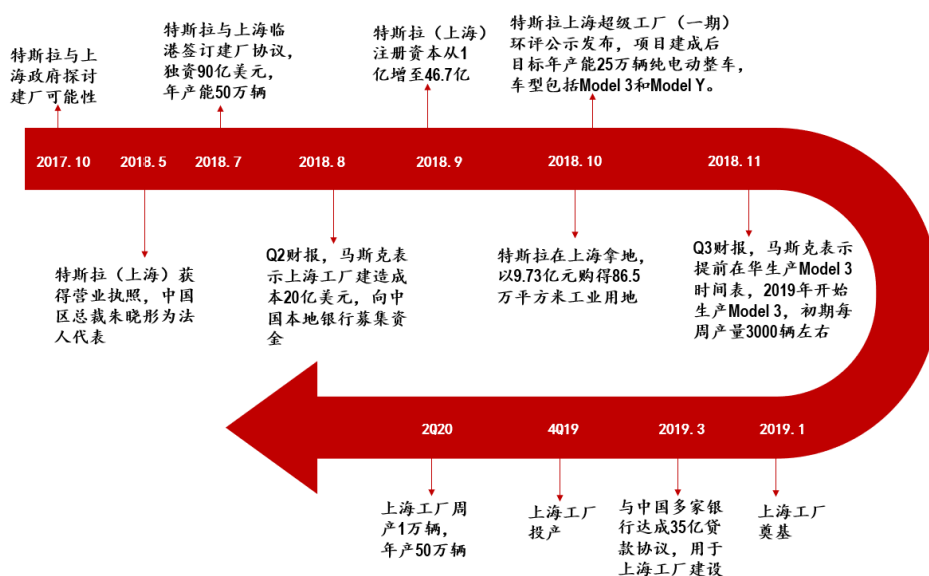 特斯拉与上
海政府探讨
建厂可能性
特斯拉与上海临
港签订建厂协议，
独资90亿美元，
年产能50万辆
特斯拉（上海）
注册资本从1
亿增至46.7亿
特斯拉上海超级工厂（一期）
环评公示发布，项目建成后
目标年产能25万辆纯电动整车，
车型包括Model 3和Model Y。
2017.10
2018.5
2018.7
2018.8
2018.9
2018.10
2018.11
特斯拉（上海）获
得营业执照，中国
区总裁朱晓彤为法
人代表
Q2财报，马斯克表
示上海工厂建造成
本20亿美元，向中
国本地银行募集资
金
特斯拉在上海拿地，
以9.73亿元购得86.5
万平方米工业用地
Q3财报，马斯克表示
提前在华生产Model 3
时间表，2019年开始
生产Model 3，初期每
周产量3000辆左右
2Q20
4Q19
2019.3
2019.1
上海工厂周
产1万辆，
年产50万辆
上海工厂
投产
与中国多家银
行达成35亿贷
款协议，用于
上海工厂建设
上海工厂
奠基